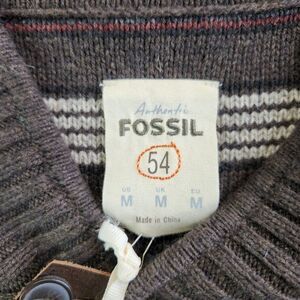 Authentic
FOSSIL
54
US UK EU
M M M
Made in China